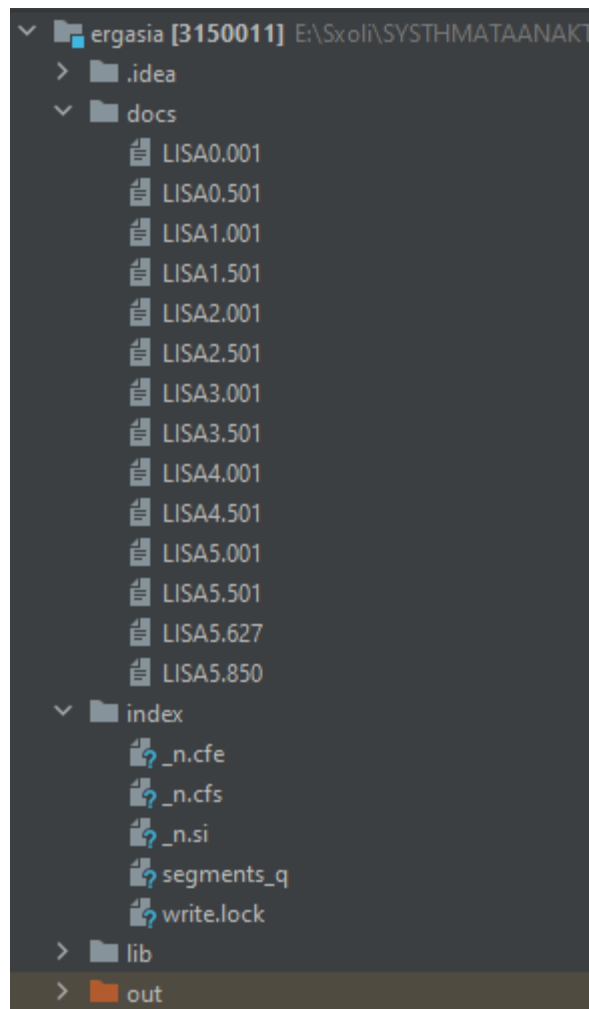 ergasia [3150011] E:\Sxoli\SYSTHMATAANAKT
.idea
docs
LISA0.001
LISA0.501
LISA1.001
LISA1.501
LISA2.001
LISA2.501
LISA3.001
LISA3.501
LISA4.001
LISA4.501
LISA5.001
LISA5.501
LISA5.627
LISA5.850
index
_n.cfe
_n.cfs
_n.si
segments_q
write.lock
lib
out